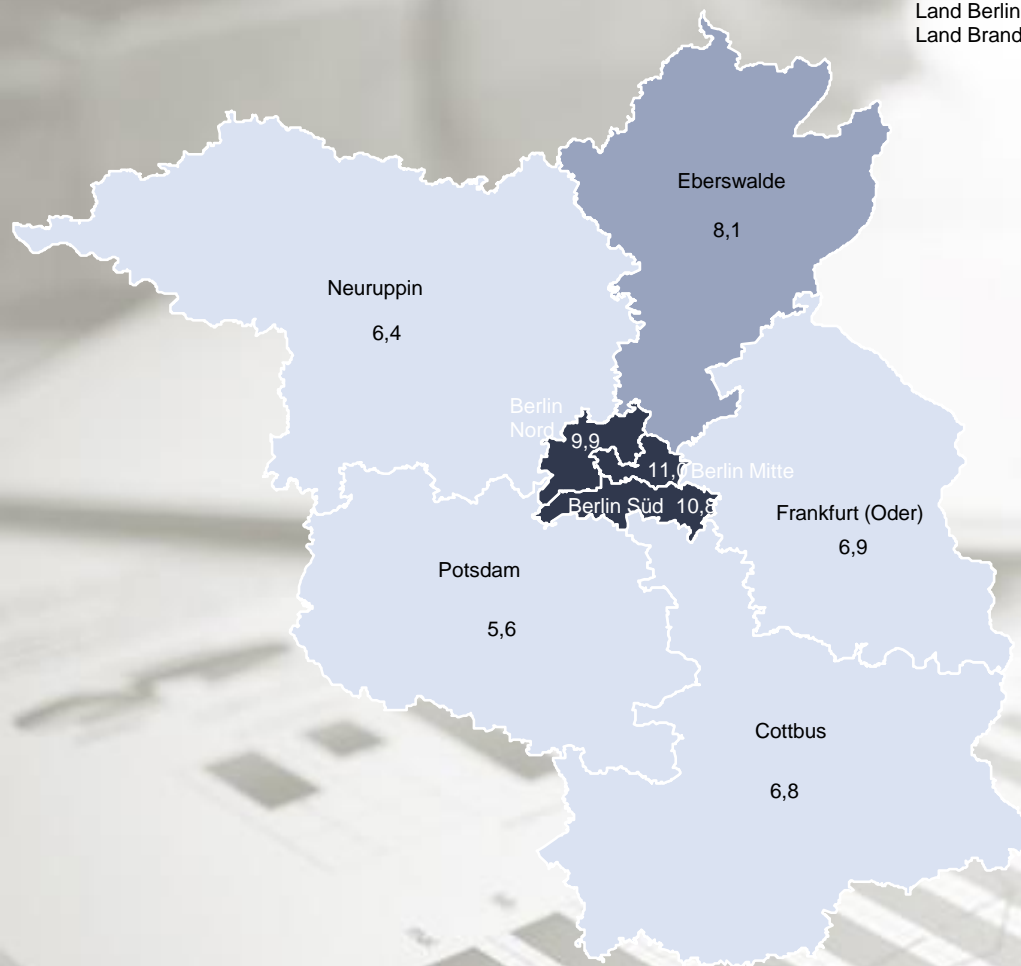 Land Berlin
Land Brand
Eberswalde
8,1
Neuruppin
6,4
Berlin
Nord
9,9
11,0
Berlin Mitte
Berlin Süd 10,8
Frankfurt (Oder)
6,9
Potsdam
5,6
Cottbus
6,8